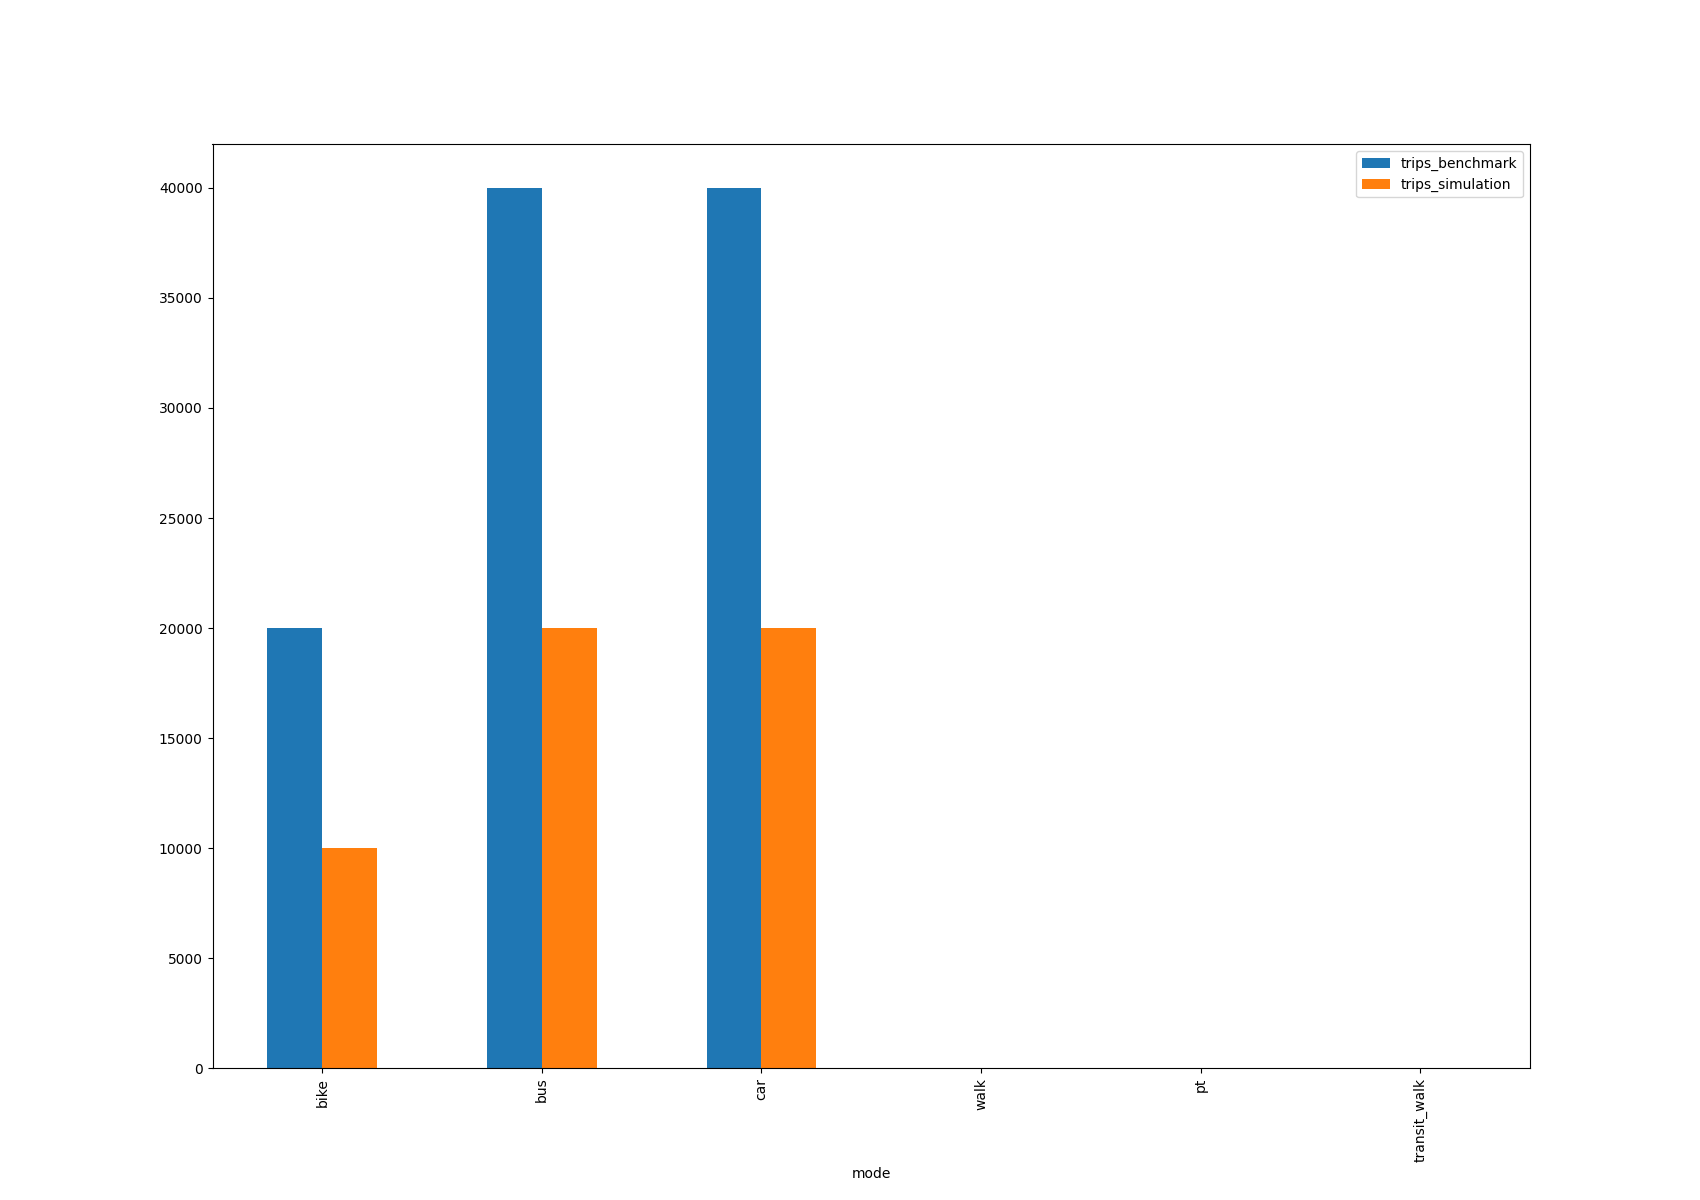 trips_benchmark
trips_simulation
40000
35000
30000
25000
20000
15000
10000
5000
0
bike
bus
car
walk
pt
transit_walk
mode